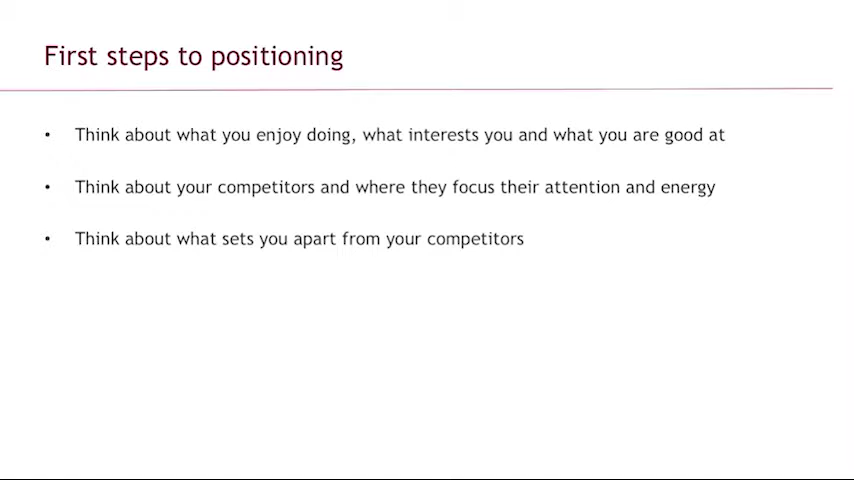 First steps to positioning
• Think about what you enjoy doing, what interests you and what you are good at
• Think about your competitors and where they focus their attention and energy
• Think about what sets you apart from your competitors